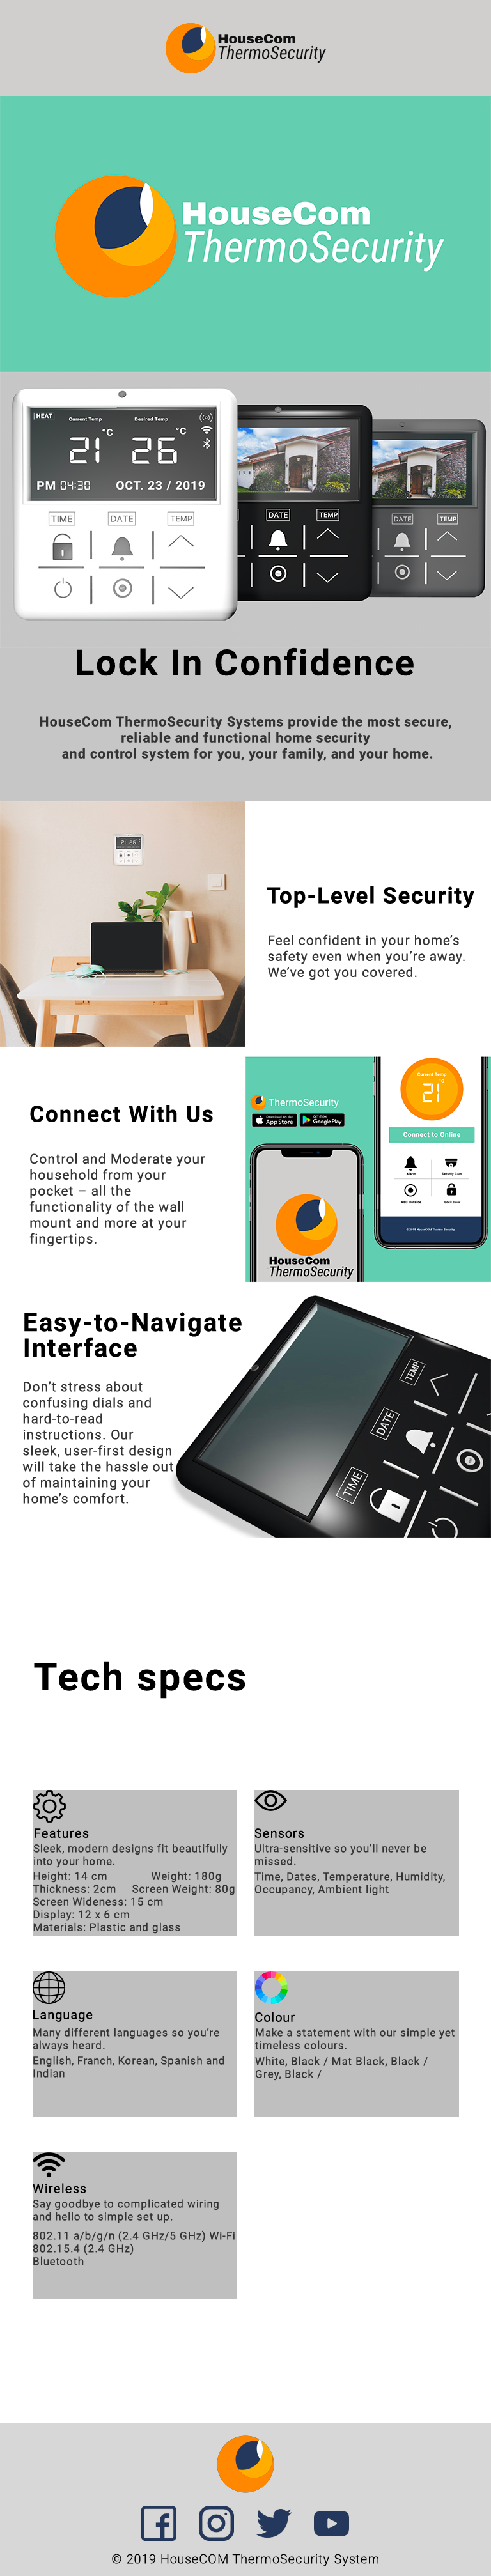 HouseCom
ThermoSecurity
HouseCom
ThermoSecurity
HEAT
Current Temp
Desired Temp
21 °C
26 °C
PM 04:30
OCT. 23 / 2019
TIME
DATE
TEMP
DATE
TEMP
DATE
TEMP
Lock In Confidence
HouseCom ThermoSecurity Systems provide the most secure,
reliable and functional home security
and control system for you, your family, and your home.
21 26
Top-Level Security
Feel confident in your home's
safety even when you're away.
We've got you covered.
Connect With Us
Control and Moderate your
household from your
pocket – all the
functionality of the wall
mount and more at your
fingertips.
ThermoSecurity
App Store
Google Play
HouseCom
ThermoSecurity
Current Temp
21 °C
Connect to Online
Alarm
Security Cam
REC Outside
Lock Door
© 2019 HouseCOM Thermo Security
Easy-to-Navigate
Interface
Don't stress about
confusing dials and
hard-to-read
instructions. Our
sleek, user-first design
will take the hassle out
of maintaining your
home's comfort.
TEMP
DATE
TIME
Tech specs
Features
Sleek, modern designs fit beautifully
into your home.
Height: 14 cm Weight: 180g
Thickness: 2cm Screen Weight: 80g
Screen Wideness: 15 cm
Display: 12 x 6 cm
Materials: Plastic and glass
Sensors
Ultra-sensitive so you'll never be
missed.
Time, Dates, Temperature, Humidity,
Occupancy, Ambient light
Language
Many different languages so you're
always heard.
English, Franch, Korean, Spanish and
Indian
Colour
Make a statement with our simple yet
timeless colours.
White, Black / Mat Black, Black /
Grey, Black /
Wireless
Say goodbye to complicated wiring
and hello to simple set up.
802.11 a/b/g/n (2.4 GHz/5 GHz) Wi-Fi
802.15.4 (2.4 GHz)
Bluetooth
© 2019 HouseCOM ThermoSecurity System